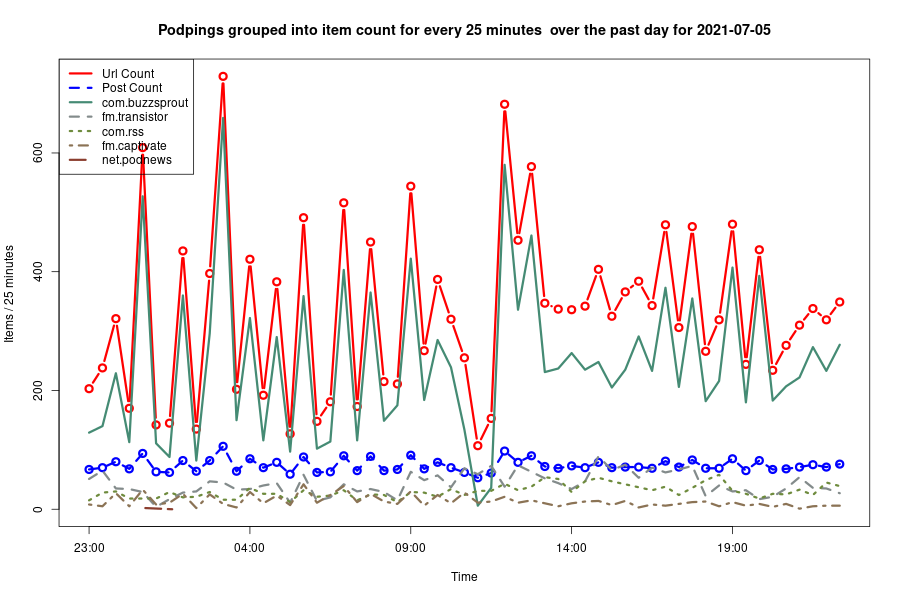 Podpings grouped into item count for every 25 minutes  over the past day for 2021-07-05
Url Count
Post Count
com.buzzsprout
fm.transistor
com.rss
fm.captivate
net.podnews
Items / 25 minutes
600
400
200
0
23:00 04:00 09:00 14:00 19:00
Time